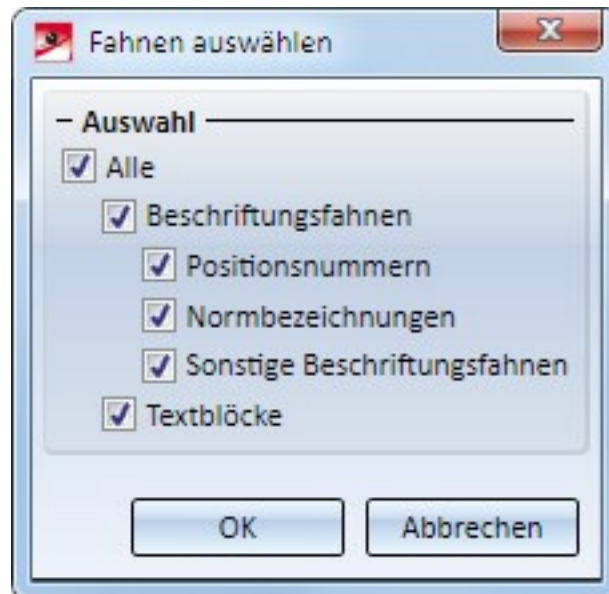 Fahnen auswählen
Auswahl
Alle
Beschriftungsfahnen
Positionsnummern
Normbezeichnungen
Sonstige Beschriftungsfahnen
Textblöcke
OK Abbrechen